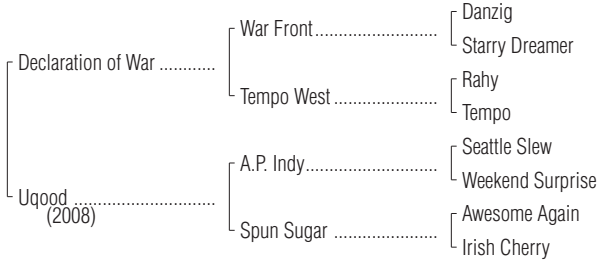 Danzig
War Front
Starry Dreamer
Declaration of War
Rahy
Tempo West
Tempo
Seattle Slew
A.P. Indy
Weekend Surprise
Uqood
(2008)
Awesome Again
Spun Sugar
Irish Cherry